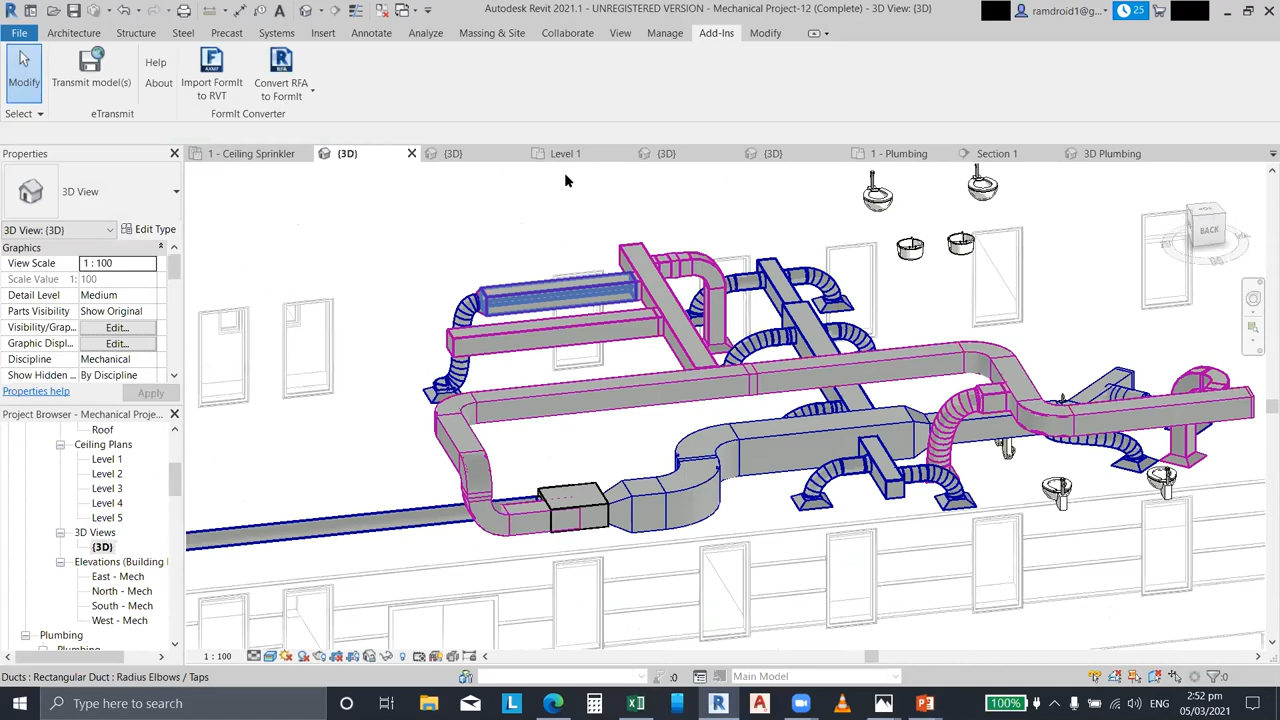 Autodesk Revit 2021.1 - UNREGISTERED VERSION - Mechanical Project-12 (Complete) - 3D View: {3D}
ramdroid1@g...
25
File Architecture Structure Steel Precast Systems Insert Annotate Analyze Massing & Site Collaborate View Manage Add-Ins Modify
Modify
Transmit model(s)
Help
About
Import FormIt to RVT
Convert RFA to FormIt
Select
eTransmit
FormIt Converter
Properties
1 - Ceiling Sprinkler {3D} {3D} Level 1 {3D} {3D} 1 - Plumbing Section 1 3D Plumbing
3D View
3D View: {3D}
Edit Type
Graphics
View Scale 1 : 100
Scale Value 1: 100
Detail Level Medium
Parts Visibility Show Original
Visibility/Grap... Edit...
Graphic Displ... Edit...
Discipline Mechanical
Show Hidden ... By Discipline
Properties help
Apply
Project Browser - Mechanical Proje...
Roof
Ceiling Plans
Level 1
Level 2
Level 3
Level 4
Level 5
3D Views
{3D}
Elevations (Building
East - Mech
North - Mech
South - Mech
West - Mech
Plumbing
BACK
1 : 100
Ducts : Rectangular Duct : Radius Elbows / Taps
:0
Main Model
:0
Type here to search
100%
ENG
2:52 pm
05/03/2021